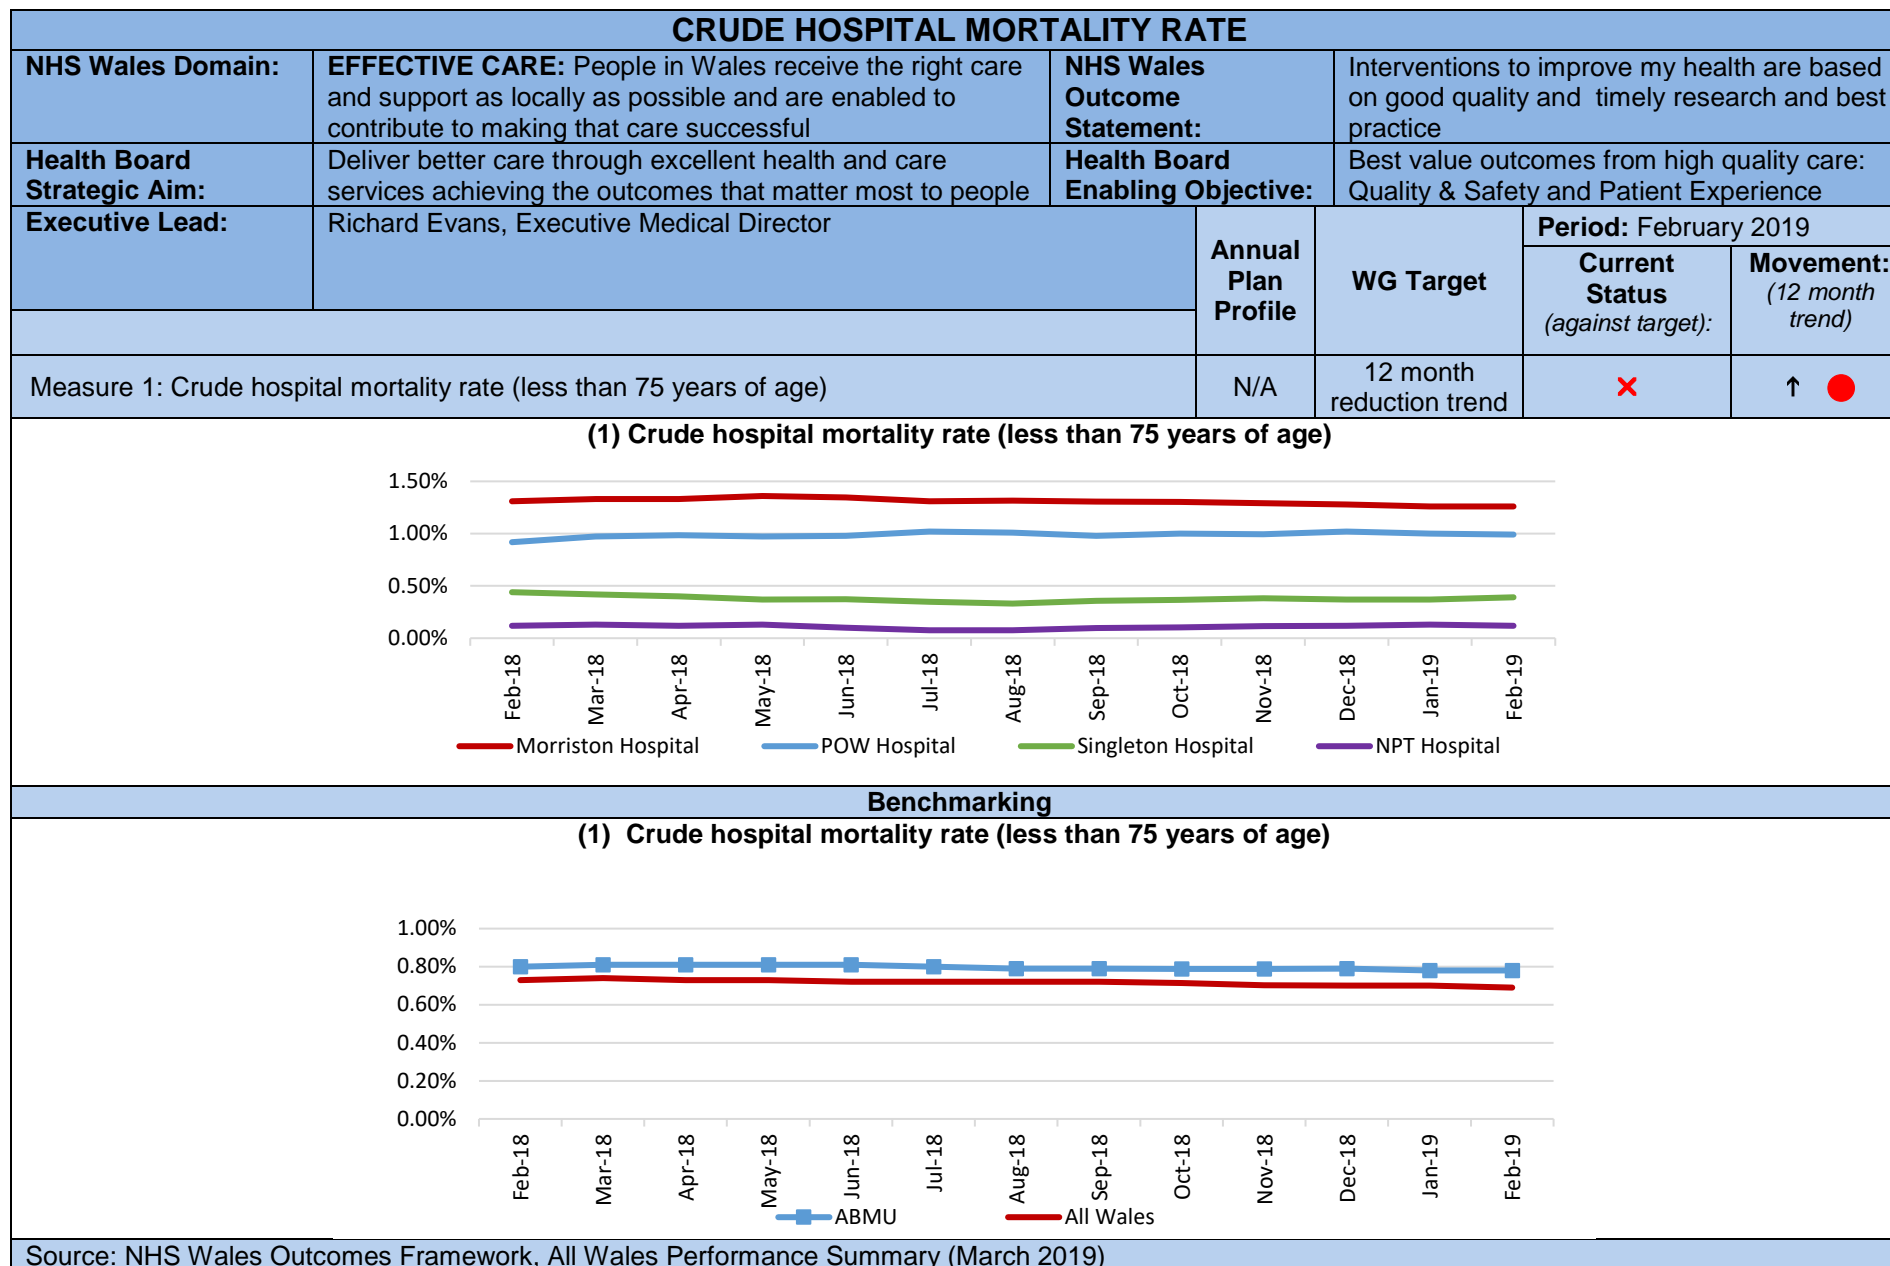 CRUDE HOSPITAL MORTALITY RATE
NHS Wales Domain:
EFFECTIVE CARE: People in Wales receive the right care
and support as locally as possible and are enabled to
contribute to making that care successful
NHS Wales
Outcome
Statement:
Interventions to improve my health are based
on good quality and  timely research and best
practice
Health Board
Strategic Aim:
Deliver better care through excellent health and care
services achieving the outcomes that matter most to people
Health Board
Enabling Objective:
Best value outcomes from high quality care:
Quality & Safety and Patient Experience
Executive Lead:
Richard Evans, Executive Medical Director
Annual
Plan
Profile
WG Target
Period: February 2019
Current
Status
(against target):
Movement:
(12 month
trend)
Measure 1: Crude hospital mortality rate (less than 75 years of age)
N/A
12 month
reduction trend
✕
↑
(1) Crude hospital mortality rate (less than 75 years of age)
1.50%
1.00%
0.50%
0.00%
Feb-18
Mar-18
Apr-18
May-18
Jun-18
Jul-18
Aug-18
Sep-18
Oct-18
Nov-18
Dec-18
Jan-19
Feb-19
Morriston Hospital
POW Hospital
Singleton Hospital
NPT Hospital
Benchmarking
(1)  Crude hospital mortality rate (less than 75 years of age)
1.00%
0.80%
0.60%
0.40%
0.20%
0.00%
Feb-18
Mar-18
Apr-18
May-18
Jun-18
Jul-18
Aug-18
Sep-18
Oct-18
Nov-18
Dec-18
Jan-19
Feb-19
ABMU
All Wales
Source: NHS Wales Outcomes Framework, All Wales Performance Summary (March 2019)